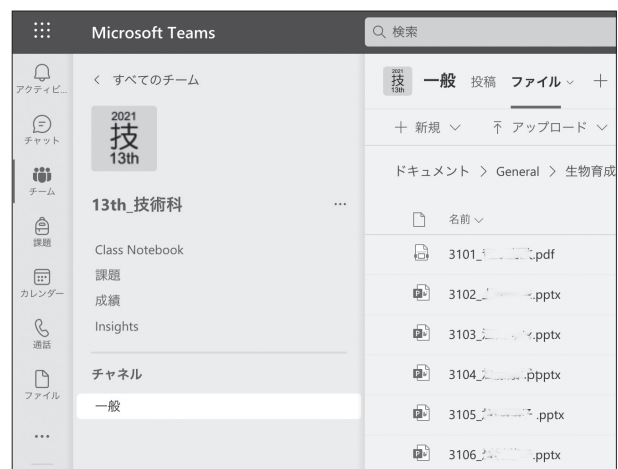 Microsoft Teams
検索
アクティビ...
チャット
チーム
課題
カレンダー
通話
ファイル
...
< すべてのチーム
2021
技
13th
13th_技術科
...
Class Notebook
課題
成績
Insights
チャネル
一般
2021
技
13th
一般 投稿 ファイル +
+ 新規 アップロード
ドキュメント > General > 生物育成
名前
3101_ .pdf
3102_ .pptx
3103_ .pptx
3104_ .pptx
3105_ .pptx
3106_ .pptx